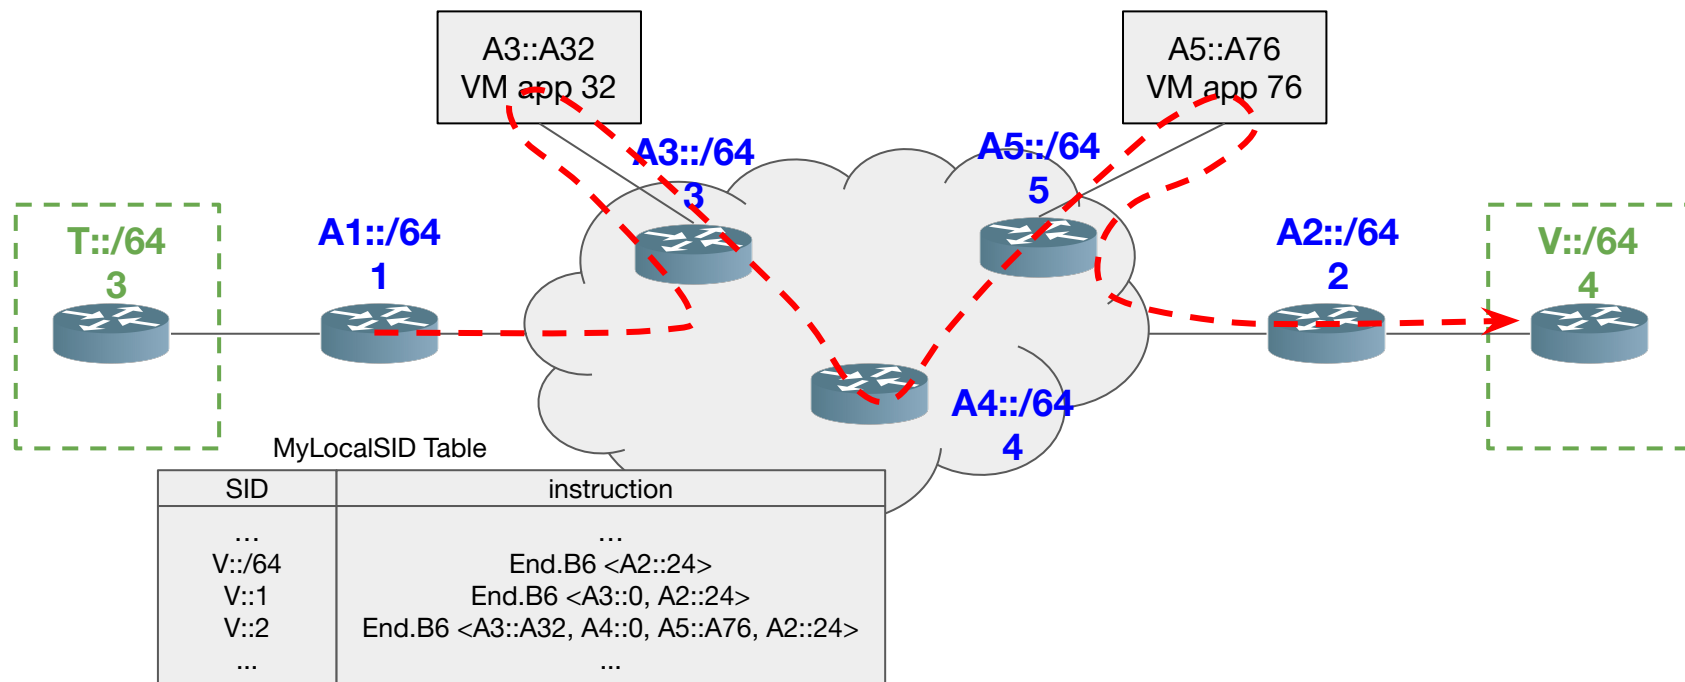 A3::A32
VM app 32
A5::A76
VM app 76
A3::/64
3
A5::/64
5
T::/64
3
A1::/64
1
A2::/64
2
V::/64
4
A4::/64
4
MyLocalSID Table
SID instruction
... ...
V::/64 End.B6 <A2::24>
V::1 End.B6 <A3::0, A2::24>
V::2 End.B6 <A3::A32, A4::0, A5::A76, A2::24>
... ...